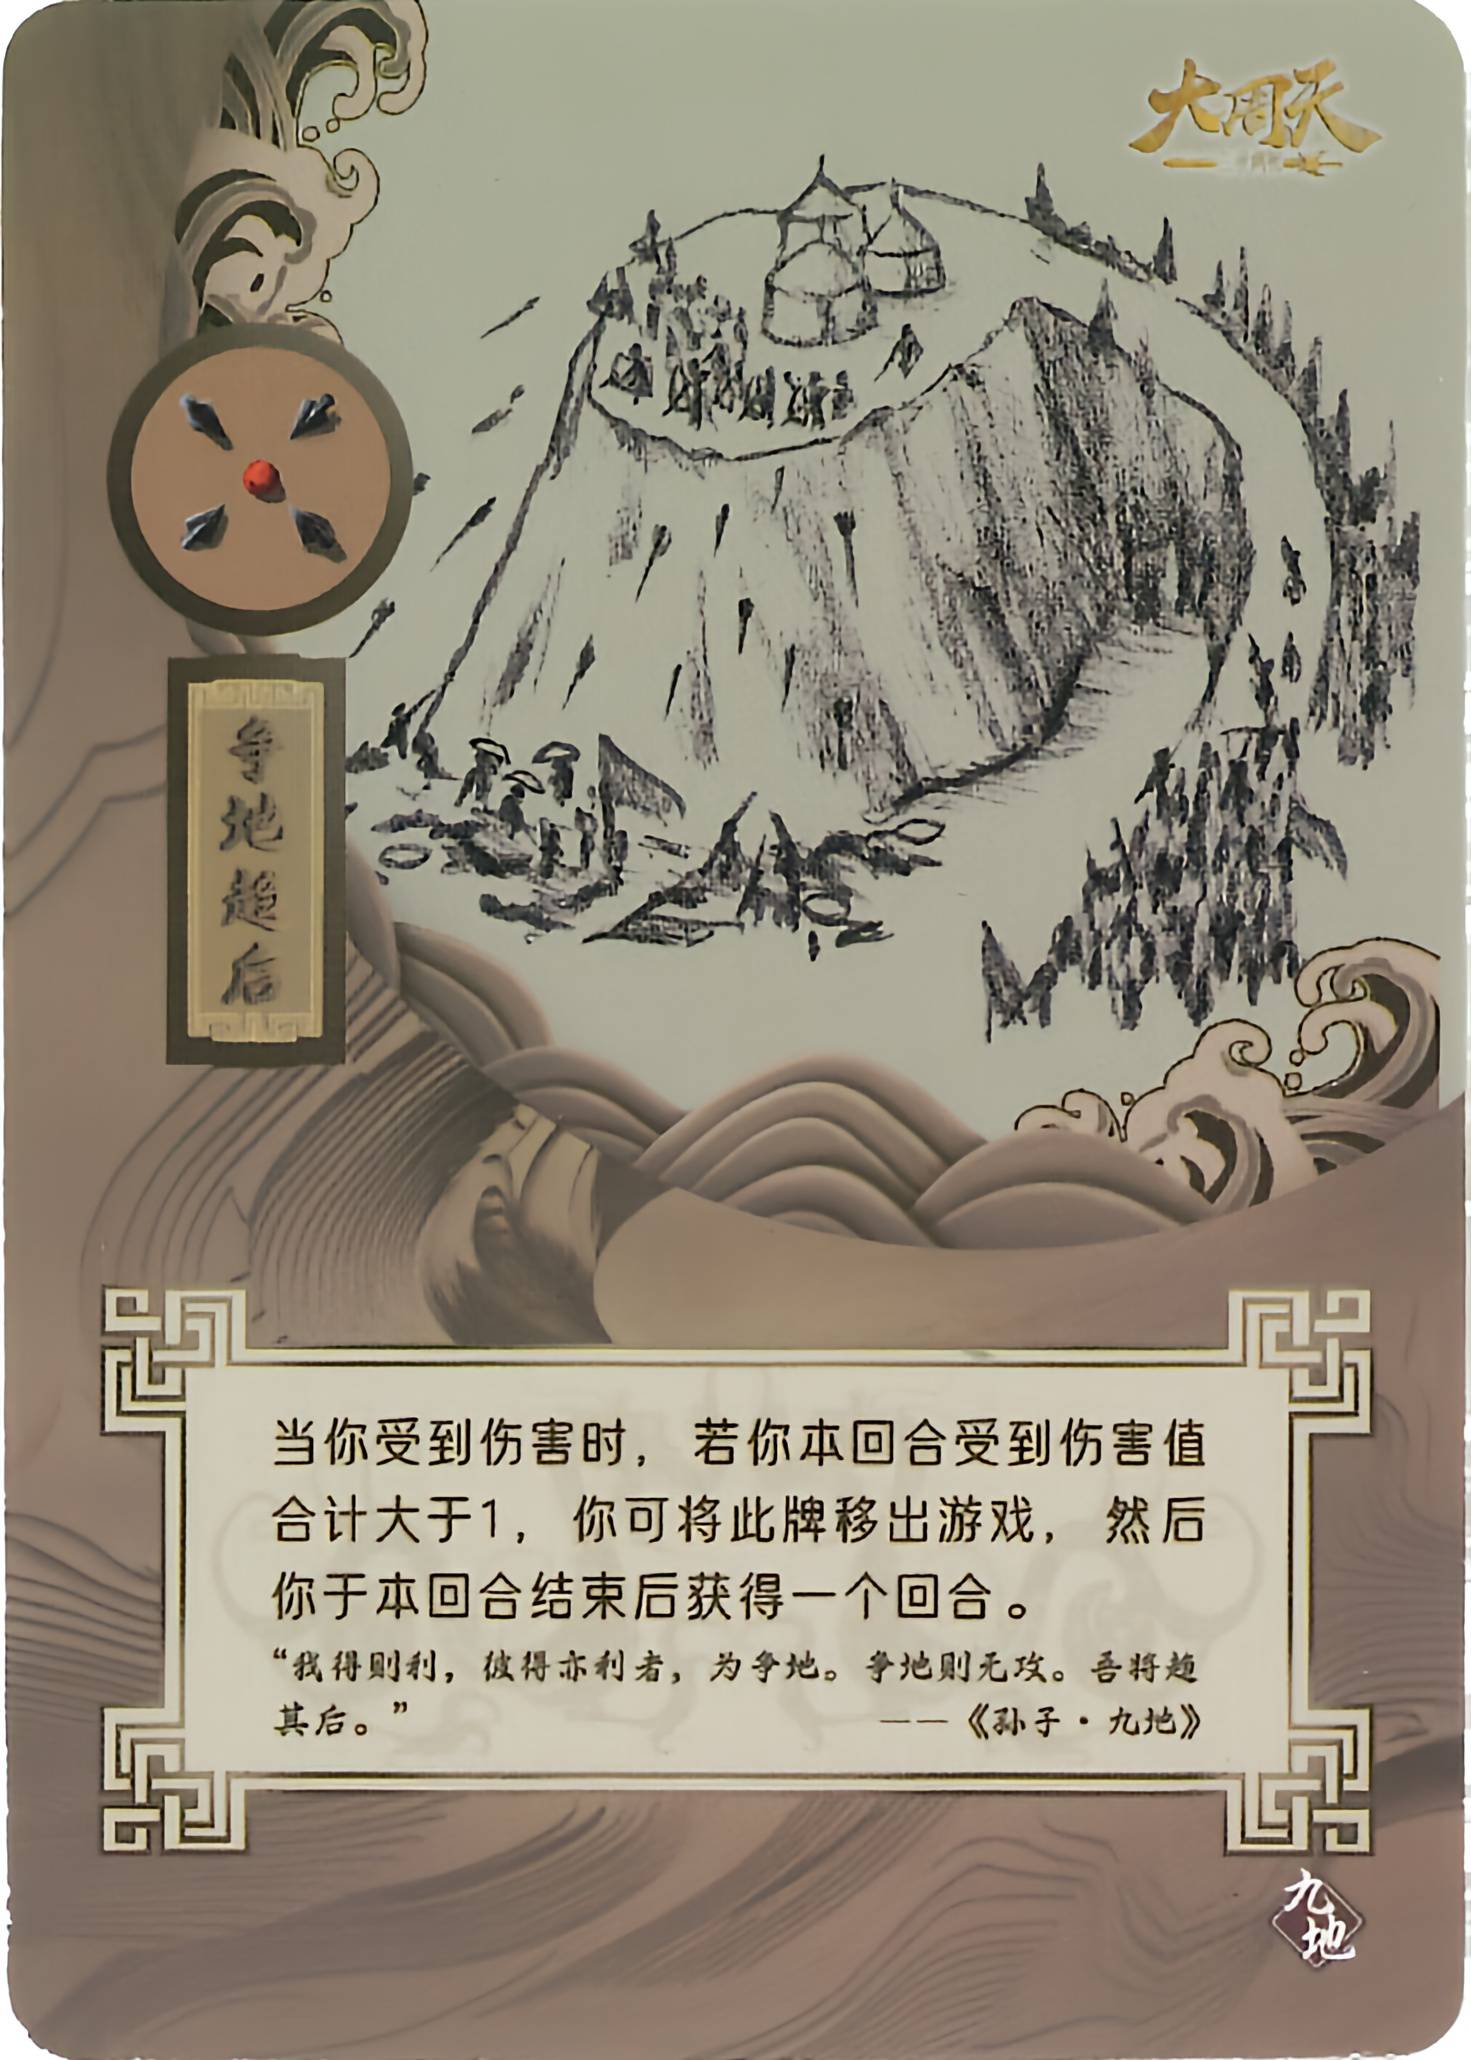 大周天
争地趋后
当你受到伤害时，若你本回合受到伤害值
合计大于1，你可将此牌移出游戏，然后
你于本回合结束后获得一个回合。
“我得则利，彼得亦利者，为争地。争地则无攻。吾将趋
其后。”
——《孙子·九地》
九地